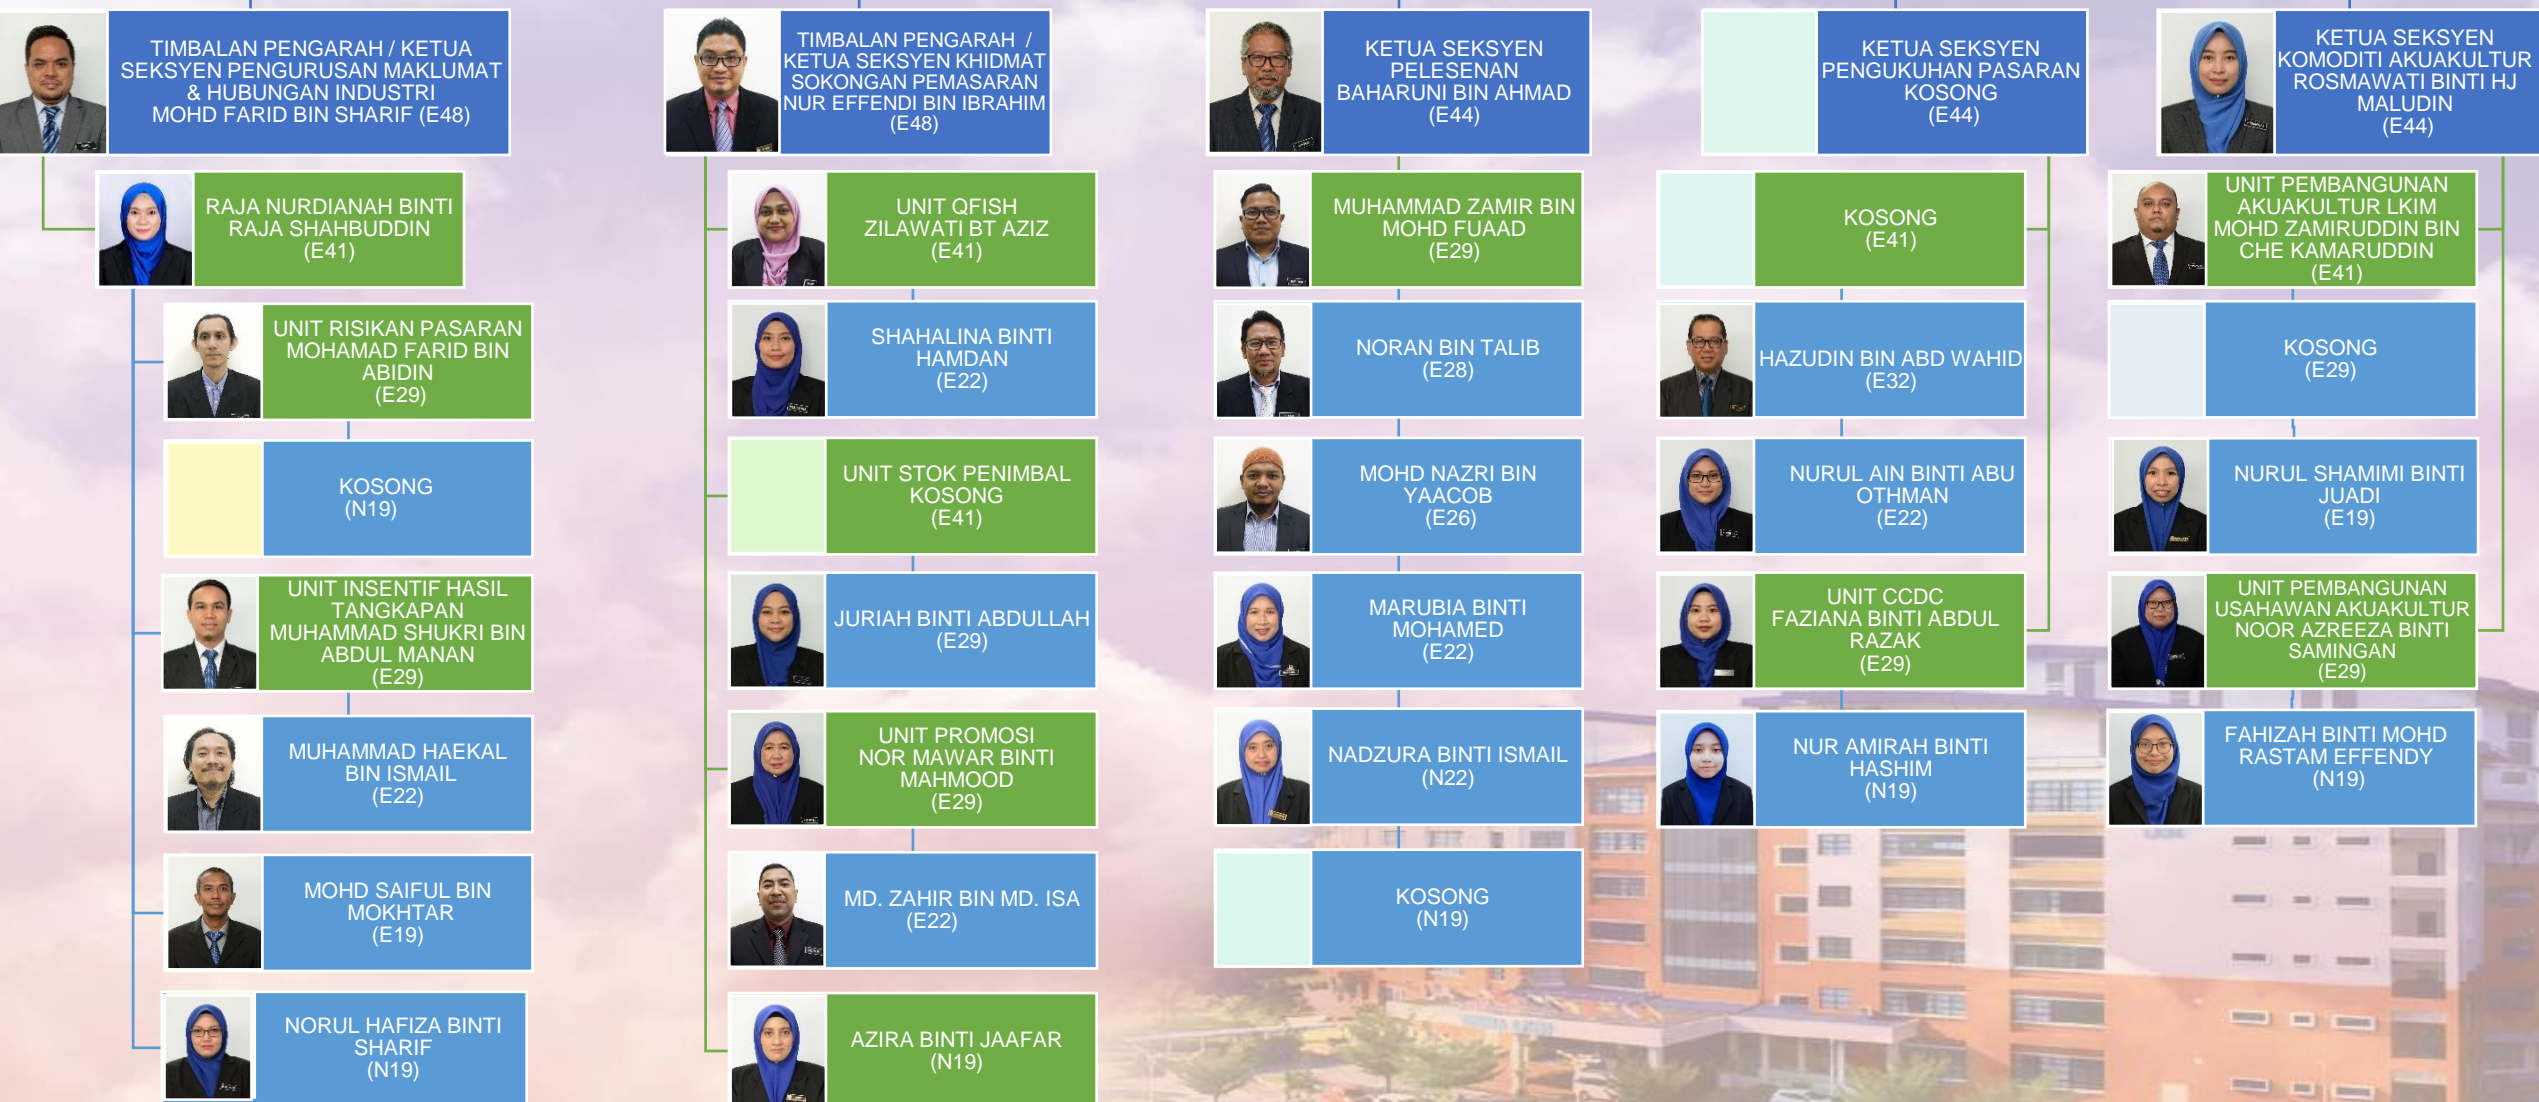 TIMBALAN PENGARAH / KETUA
SEKSYEN PENGURUSAN MAKLUMAT
& HUBUNGAN INDUSTRI
MOHD FARID BIN SHARIF (E48)
RAJA NURDIANAH BINTI
RAJA SHAHBUDDIN
(E41)
UNIT RISIKAN PASARAN
MOHAMAD FARID BIN
ABIDIN
(E29)
KOSONG
(N19)
UNIT INSENTIF HASIL
TANGKAPAN
MUHAMMAD SHUKRI BIN
ABDUL MANAN
(E29)
MUHAMMAD HAEKAL
BIN ISMAIL
(E22)
MOHD SAIFUL BIN
MOKHTAR
(E19)
NORUL HAFIZA BINTI
SHARIF
(N19)
TIMBALAN PENGARAH /
KETUA SEKSYEN KHIDMAT
SOKONGAN PEMASARAN
NUR EFFENDI BIN IBRAHIM
(E48)
UNIT QFISH
ZILAWATI BT AZIZ
(E41)
SHAHALINA BINTI
HAMDAN
(E22)
UNIT STOK PENIMBAL
KOSONG
(E41)
JURIAH BINTI ABDULLAH
(E29)
UNIT PROMOSI
NOR MAWAR BINTI
MAHMOOD
(E29)
MD. ZAHIR BIN MD. ISA
(E22)
AZIRA BINTI JAAFAR
(N19)
KETUA SEKSYEN
PELESENAN
BAHARUNI BIN AHMAD
(E44)
MUHAMMAD ZAMIR BIN
MOHD FUAAD
(E29)
NORAN BIN TALIB
(E28)
MOHD NAZRI BIN
YAACOB
(E26)
MARUBIA BINTI
MOHAMED
(E22)
NADZURA BINTI ISMAIL
(N22)
KOSONG
(N19)
KETUA SEKSYEN
PENGUKUHAN PASARAN
KOSONG
(E44)
KOSONG
(E41)
HAZUDIN BIN ABD WAHID
(E32)
NURUL AIN BINTI ABU
OTHMAN
(E22)
UNIT CCDC
FAZIANA BINTI ABDUL
RAZAK
(E29)
NUR AMIRAH BINTI
HASHIM
(N19)
KETUA SEKSYEN
KOMODITI AKUAKULTUR
ROSMAWATI BINTI HJ
MALUDIN
(E44)
UNIT PEMBANGUNAN
AKUAKULTUR LKIM
MOHD ZAMIRUDDIN BIN
CHE KAMARUDDIN
(E41)
KOSONG
(E29)
NURUL SHAMIMI BINTI
JUADI
(E19)
UNIT PEMBANGUNAN
USAHAWAN AKUAKULTUR
NOOR AZREEZA BINTI
SAMINGAN
(E29)
FAHIZAH BINTI MOHD
RASTAM EFFENDY
(N19)